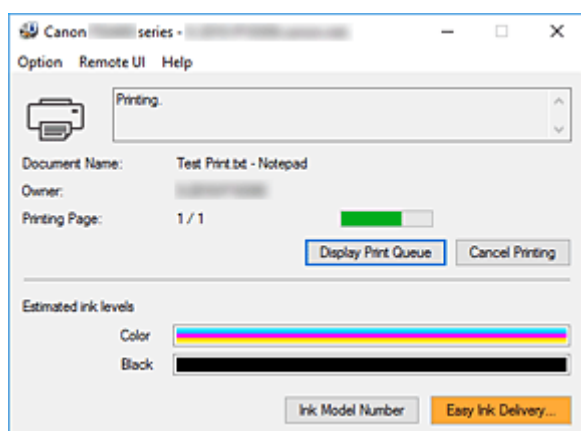 Canon series -
Option Remote UI Help
Printing.
Document Name: Test Print.txt - Notepad
Owner:
Printing Page: 1 / 1
Display Print Queue Cancel Printing
Estimated ink levels
Color
Black
Ink Model Number Easy Ink Delivery...